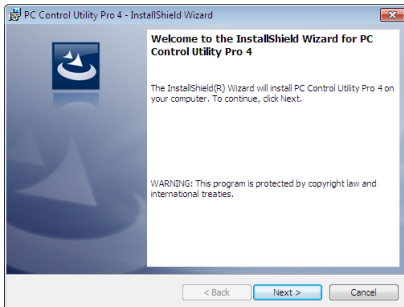 PC Control Utility Pro 4 - InstallShield Wizard
Welcome to the InstallShield Wizard for PC
Control Utility Pro 4
The InstallShield(R) Wizard will install PC Control Utility Pro 4 on
your computer. To continue, click Next.
WARNING: This program is protected by copyright law and
international treaties.
< Back Next > Cancel